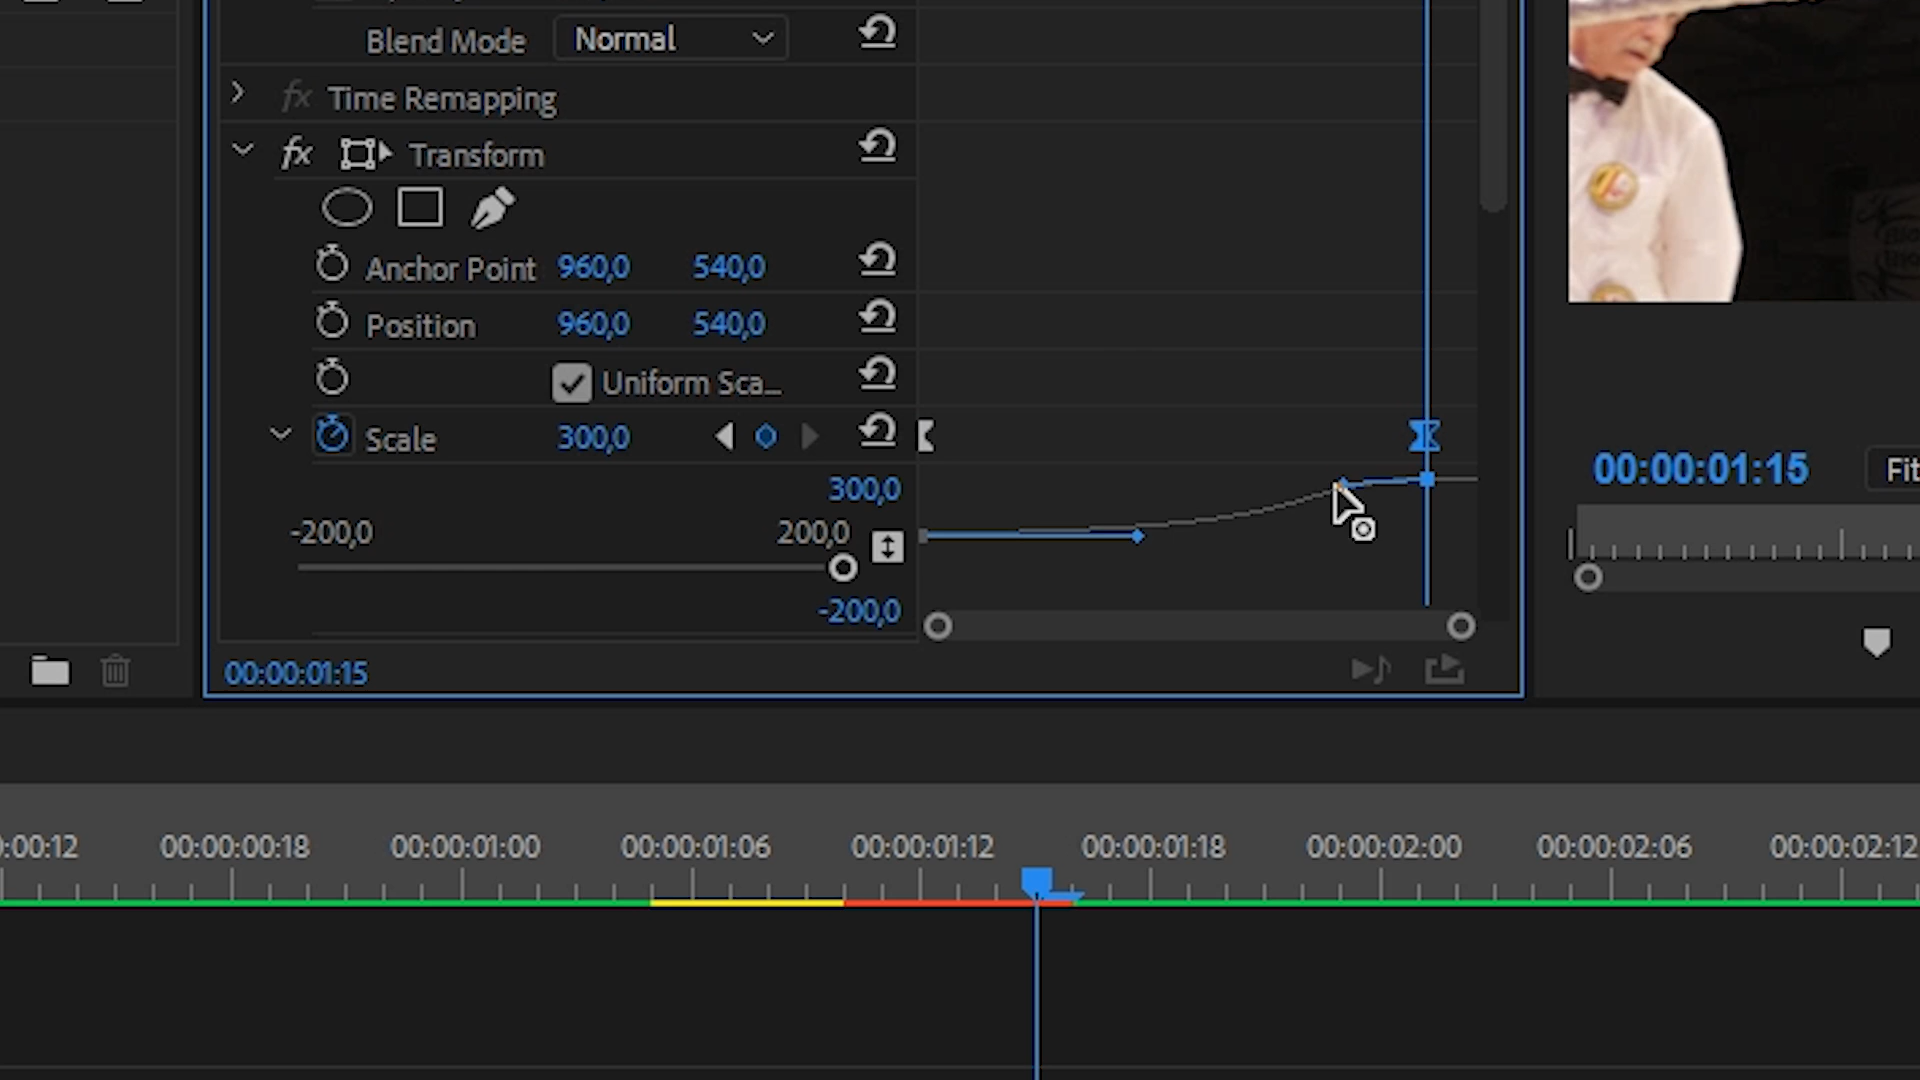 Blend Mode Normal
fx Time Remapping
fx Transform
Anchor Point 960,0 540,0
Position 960,0 540,0
Uniform Sca...
Scale 300,0
300,0
-200,0 200,0
-200,0
00:00:01:15
00:00:01:15 Fit
:00:12 00:00:00:18 00:00:01:00 00:00:01:06 00:00:01:12 00:00:01:18 00:00:02:00 00:00:02:06 00:00:02:12